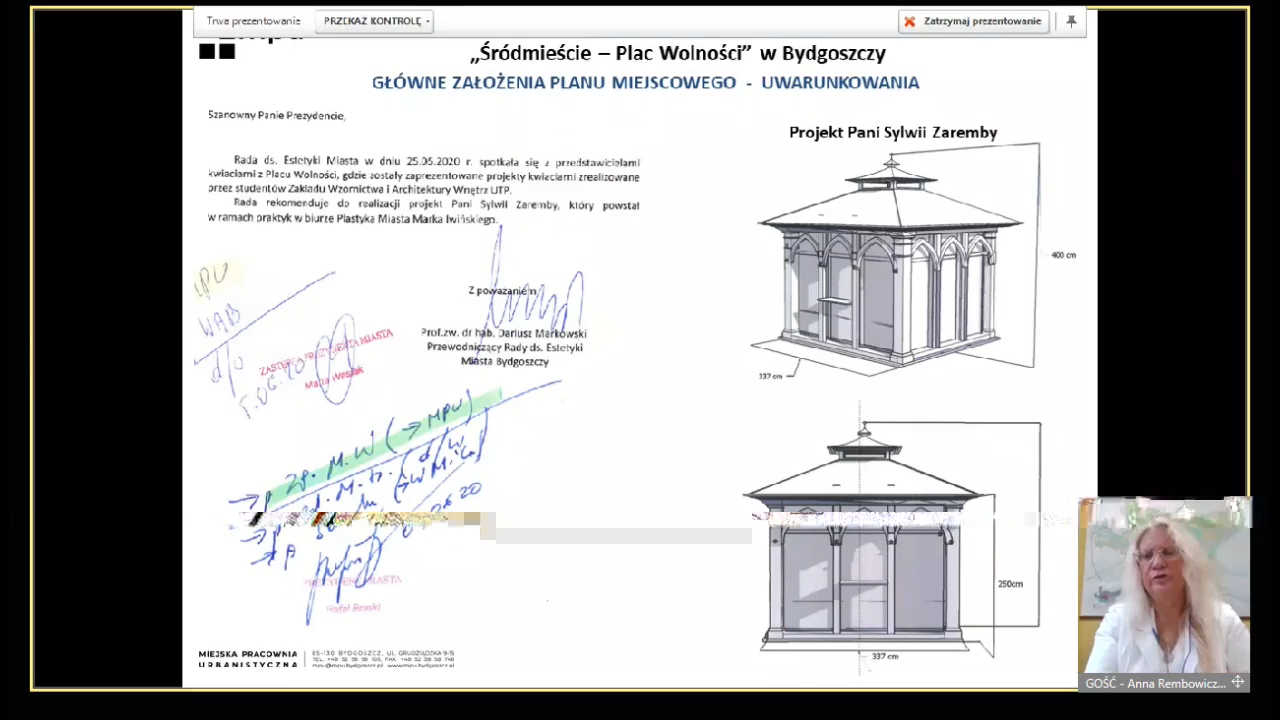 Trwa prezentowanie
PRZEKAŻ KONTROLĘ
Zatrzymaj prezentowanie
„Śródmieście – Plac Wolności” w Bydgoszczy
GŁÓWNE ZAŁOŻENIA PLANU MIEJSCOWEGO - UWARUNKOWANIA
Szanowny Panie Prezydencie,
Rada ds. Estetyki Miasta w dniu 25.05.2020 r. spotkała się z przedstawicielami
kwiaciarni z Placu Wolności, gdzie zostały zaprezentowane projekty kwiaciarni zrealizowane
przez studentów Zakładu Wzornictwa i Architektury Wnętrz UTP.
Rada rekomenduje do realizacji projekt Pani Sylwii Zaremby, który powstał
w ramach praktyk w biurze Plastyka Miasta Marka Iwińskiego.
Z poważaniem
Prof.zw. dr hab. Dariusz Markowski
Przewodniczący Rady ds. Estetyki
Miasta Bydgoszczy
MPU
WAB
ZASTĘPCA PREZYDENTA MIASTA
M.W (→ MPU)
PREZYDENT MIASTA
Rafał Bruski
Projekt Pani Sylwii Zaremby
400 cm
337 cm
250cm
337 cm
MIEJSKA PRACOWNIA
URBANISTYCZNA
GOŚĆ - Anna Rembowicz...